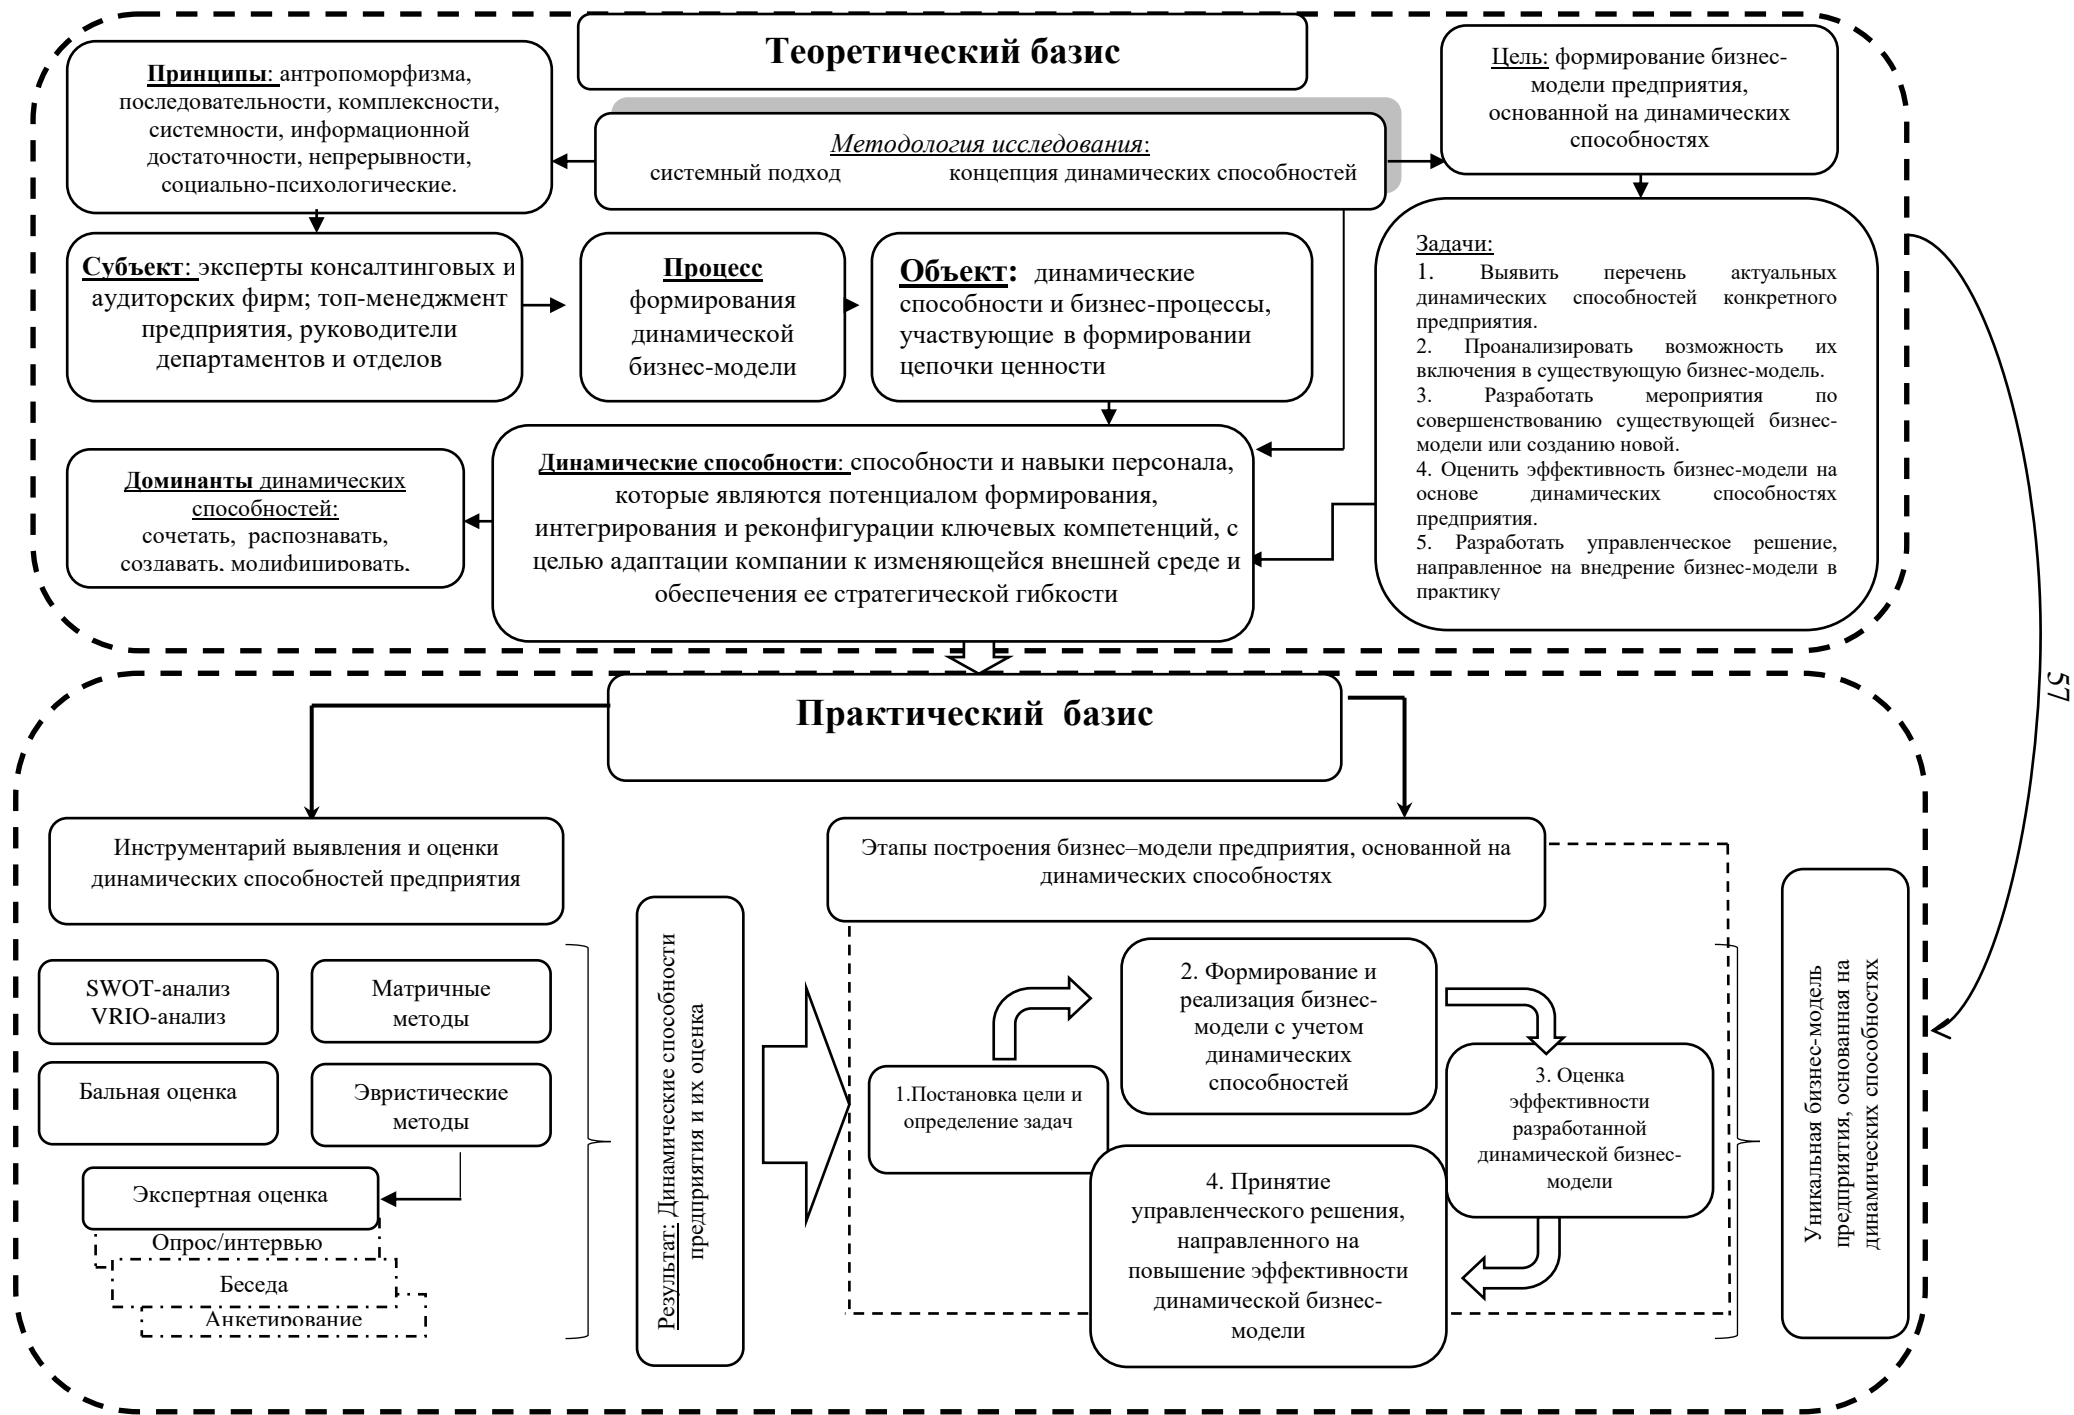 Теоретический базис
Принципы: антропоморфизма,
последовательности, комплексности,
системности, информационной
достаточности, непрерывности,
социально-психологические.
Методология исследования:
системный подход концепция динамических способностей
Цель: формирование бизнес-
модели предприятия,
основанной на динамических
способностях
Субъект: эксперты консалтинговых и
аудиторских фирм; топ-менеджмент
предприятия, руководители
департаментов и отделов
Процесс
формирования
динамической
бизнес-модели
Объект: динамические
способности и бизнес-процессы,
участвующие в формировании
цепочки ценности
Задачи:
1. Выявить перечень актуальных
динамических способностей конкретного
предприятия.
2. Проанализировать возможность их
включения в существующую бизнес-модель.
3. Разработать мероприятия по
совершенствованию существующей бизнес-
модели или созданию новой.
4. Оценить эффективность бизнес-модели на
основе динамических способностей
предприятия.
5. Разработать управленческое решение,
направленное на внедрение бизнес-модели в
практику
Доминанты динамических
способностей:
сочетать, распознавать,
создавать, модифицировать,
Динамические способности: способности и навыки персонала,
которые являются потенциалом формирования,
интегрирования и реконфигурации ключевых компетенций, с
целью адаптации компании к изменяющейся внешней среде и
обеспечения ее стратегической гибкости
57
Практический базис
Инструментарий выявления и оценки
динамических способностей предприятия
SWOT-анализ
VRIO-анализ
Матричные
методы
Бальная оценка
Эвристические
методы
Экспертная оценка
Опрос/интервью
Беседа
Анкетирование
Результат: Динамические способности
предприятия и их оценка
Этапы построения бизнес–модели предприятия, основанной на
динамических способностях
1.Постановка цели и
определение задач
2. Формирование и
реализация бизнес-
модели с учетом
динамических
способностей
3. Оценка
эффективности
разработанной
динамической бизнес-
модели
4. Принятие
управленческого решения,
направленного на
повышение эффективности
динамической бизнес-
модели
Уникальная бизнес-модель
предприятия, основанная на
динамических способностях